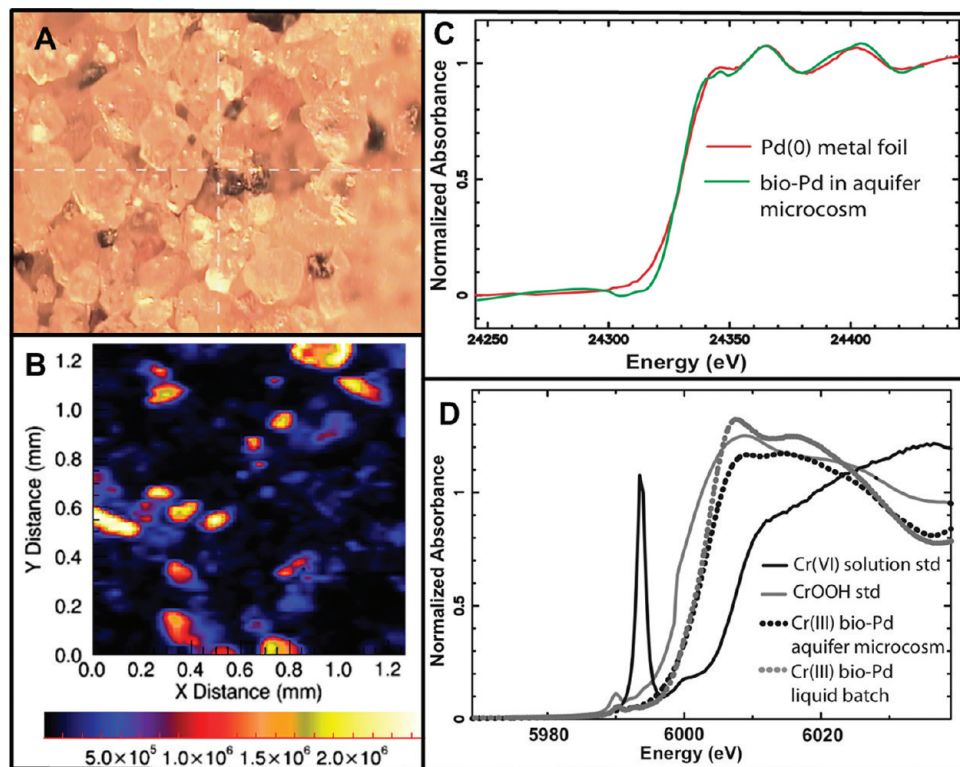 A
B
Y Distance (mm)
1.2
1.0
0.8
0.6
0.4
0.2
0.0
0.0 0.2 0.4 0.6 0.8 1.0 1.2
X Distance (mm)
5.0×10⁵ 1.0×10⁶ 1.5×10⁶ 2.0×10⁶
C
Normalized Absorbance
1
0.5
0
Pd(0) metal foil
bio-Pd in aquifer
microcosm
24250 24300 24350 24400
Energy (eV)
D
Normalized Absorbance
1
0.5
0
Cr(VI) solution std
CrOOH std
Cr(III) bio-Pd
aquifer microcosm
Cr(III) bio-Pd
liquid batch
5980 6000 6020
Energy (eV)